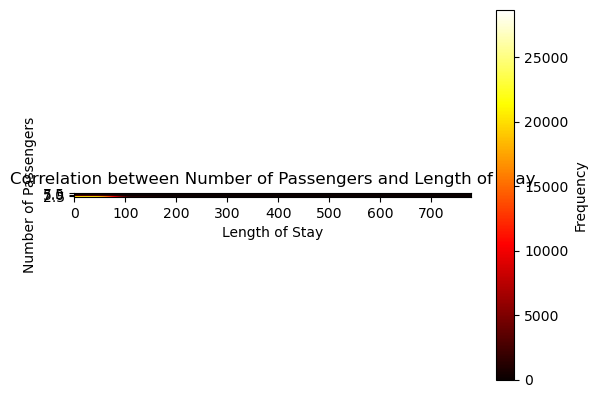 Correlation between Number of Passengers and Length of Stay
Number of Passengers
0 100 200 300 400 500 600 700
Length of Stay
25000
20000
15000
10000
5000
0
Frequency